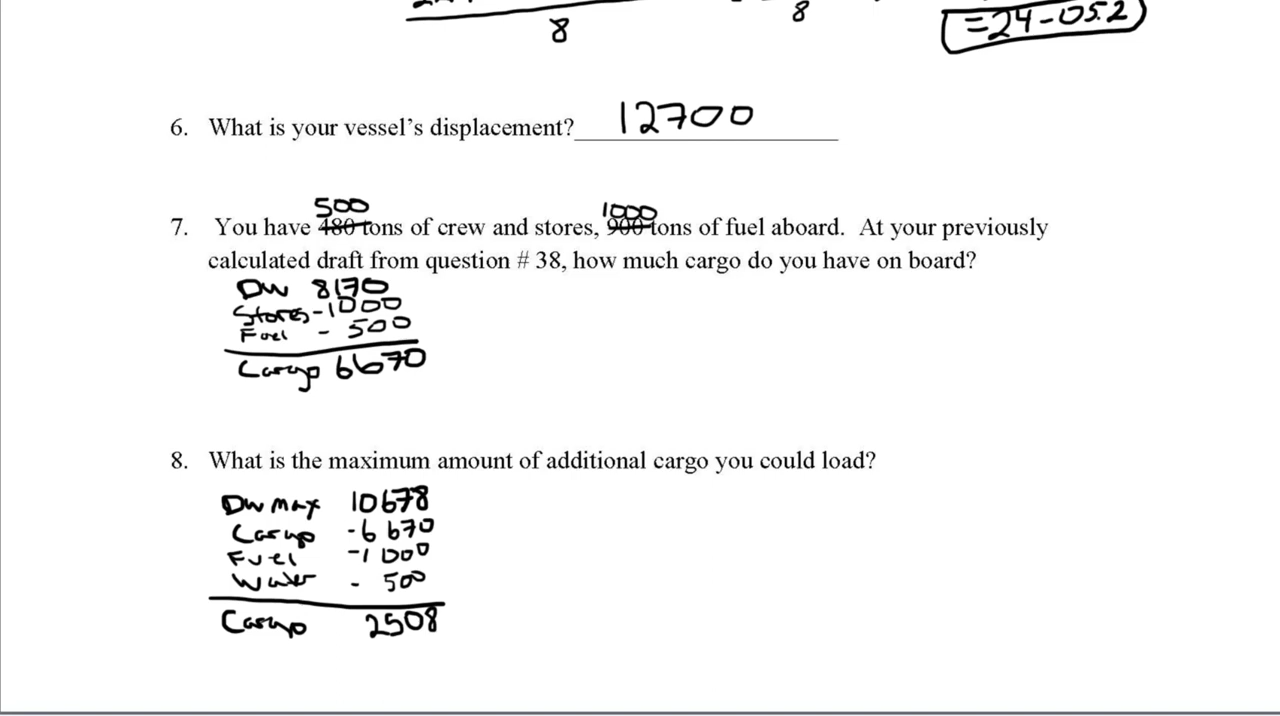 8
8
=24-05.2
6. What is your vessel's displacement? 12700
500 1000
7. You have 480 tons of crew and stores, 900 tons of fuel aboard. At your previously
calculated draft from question # 38, how much cargo do you have on board?
DW 8170
Stores -1000
Fuel - 500
Cargo 6670
8. What is the maximum amount of additional cargo you could load?
DW max 10678
Cargo -6670
Fuel -1000
Water - 500
Cargo 2508